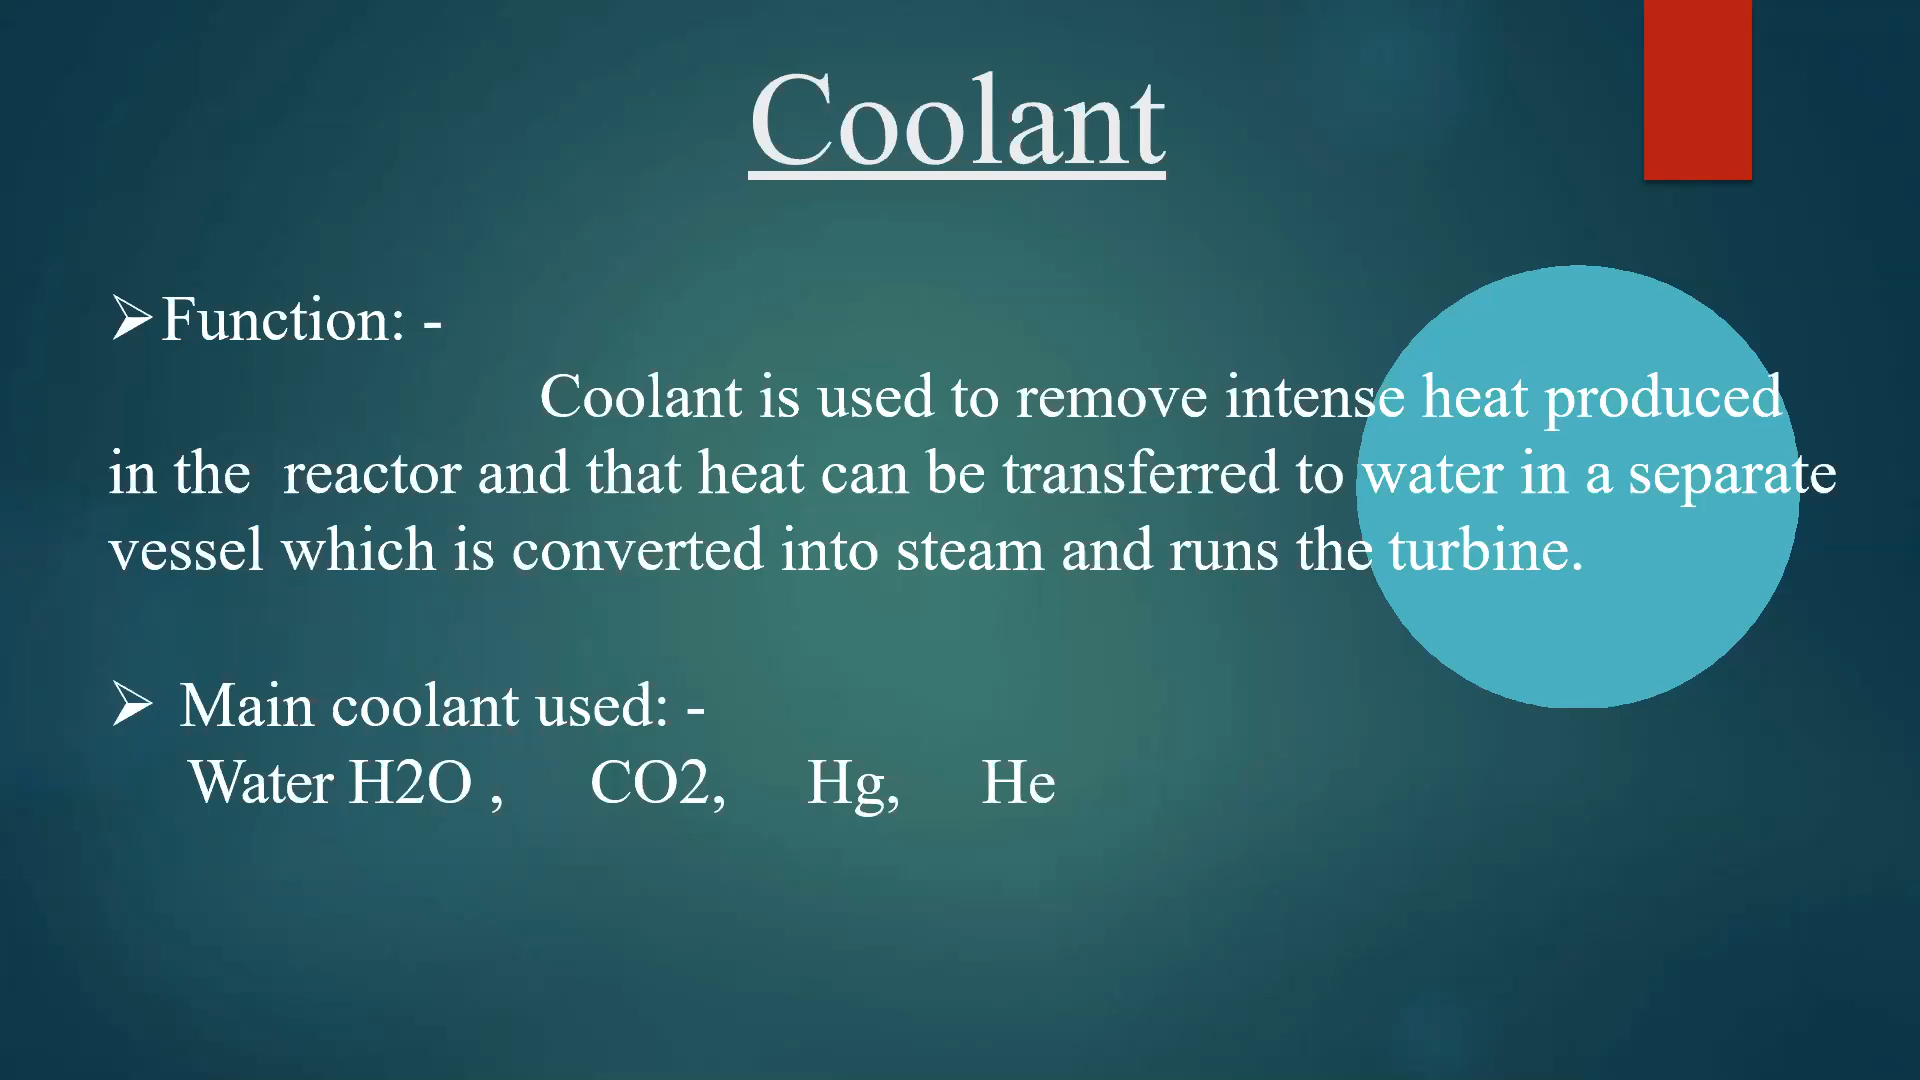 Coolant
➢Function: -
Coolant is used to remove intense heat produced
in the  reactor and that heat can be transferred to water in a separate
vessel which is converted into steam and runs the turbine.
➢ Main coolant used: -
Water H2O ,     CO2,     Hg,     He